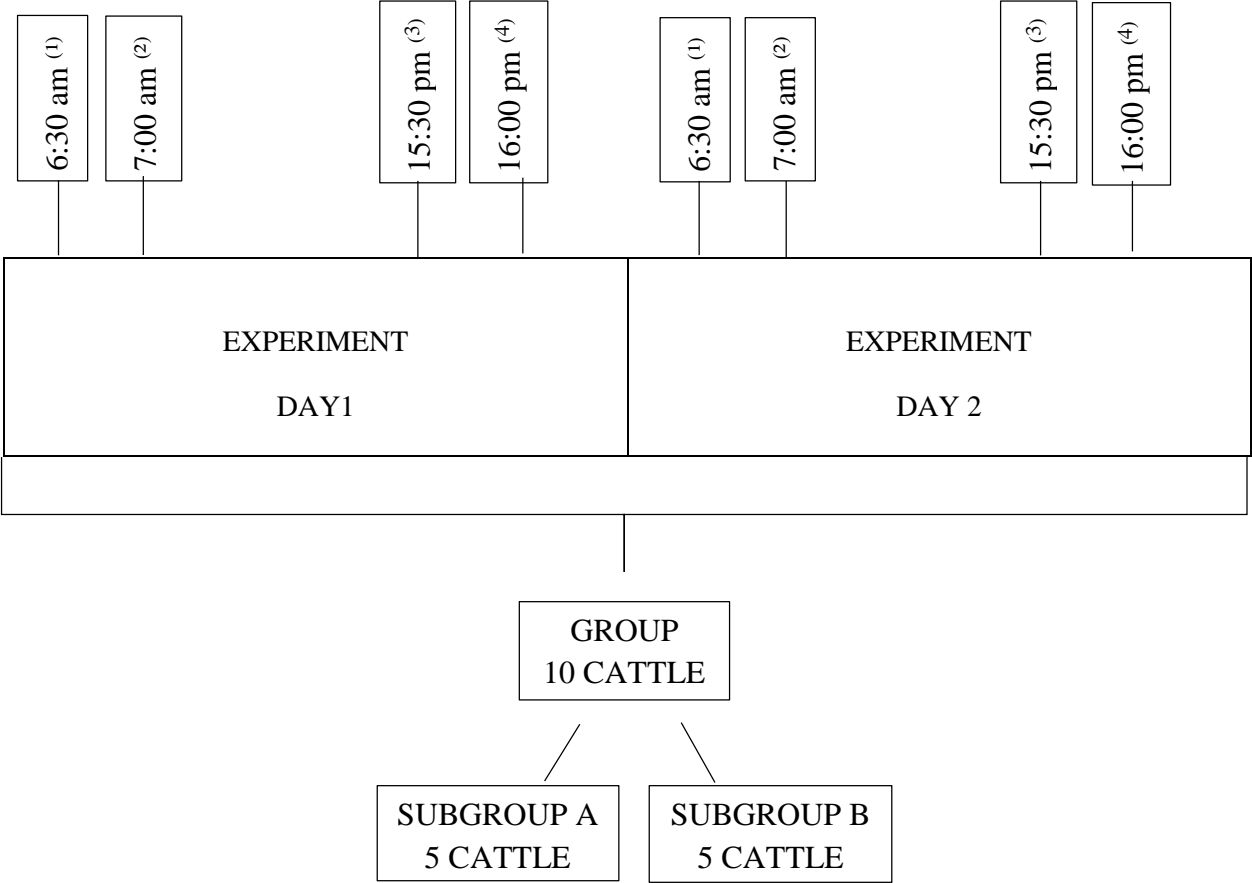 6:30 am (1)
7:00 am (2)
15:30 pm (3)
16:00 pm (4)
6:30 am (1)
7:00 am (2)
15:30 pm (3)
16:00 pm (4)
EXPERIMENT
DAY1
EXPERIMENT
DAY 2
GROUP
10 CATTLE
SUBGROUP A
5 CATTLE
SUBGROUP B
5 CATTLE